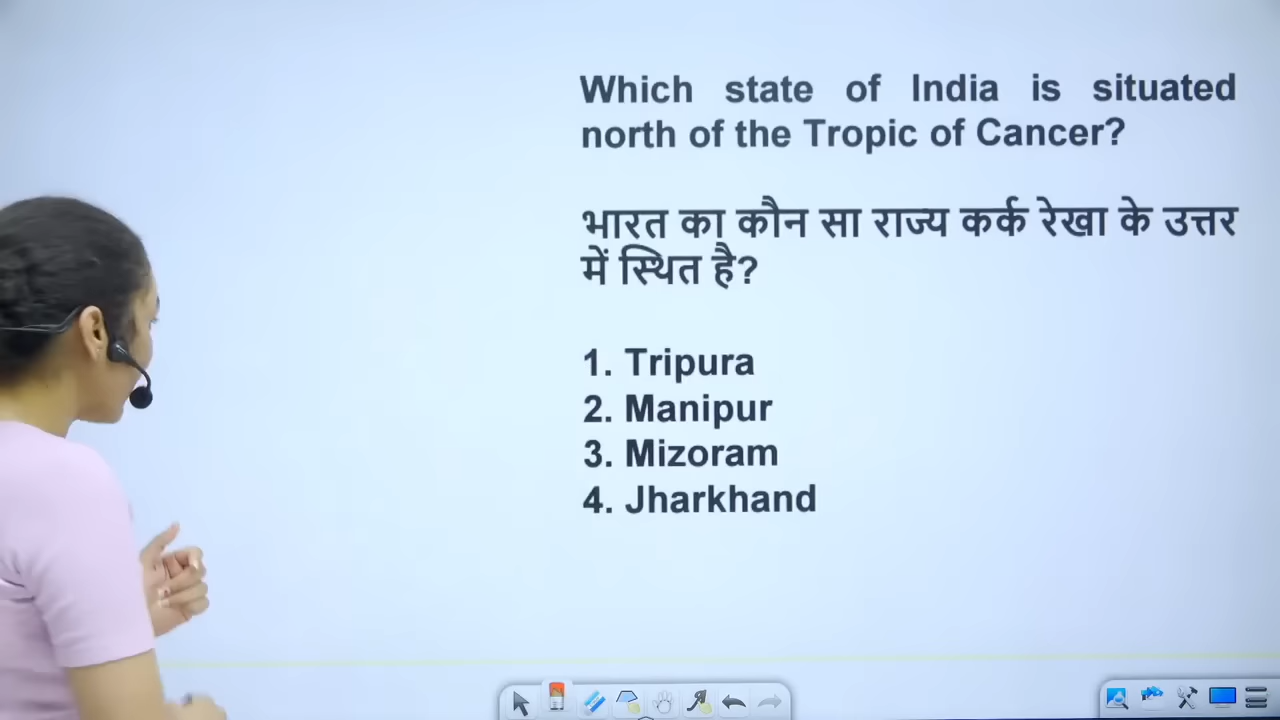 Which state of India is situated
north of the Tropic of Cancer?
भारत का कौन सा राज्य कर्क रेखा के उत्तर
में स्थित है?
1. Tripura
2. Manipur
3. Mizoram
4. Jharkhand